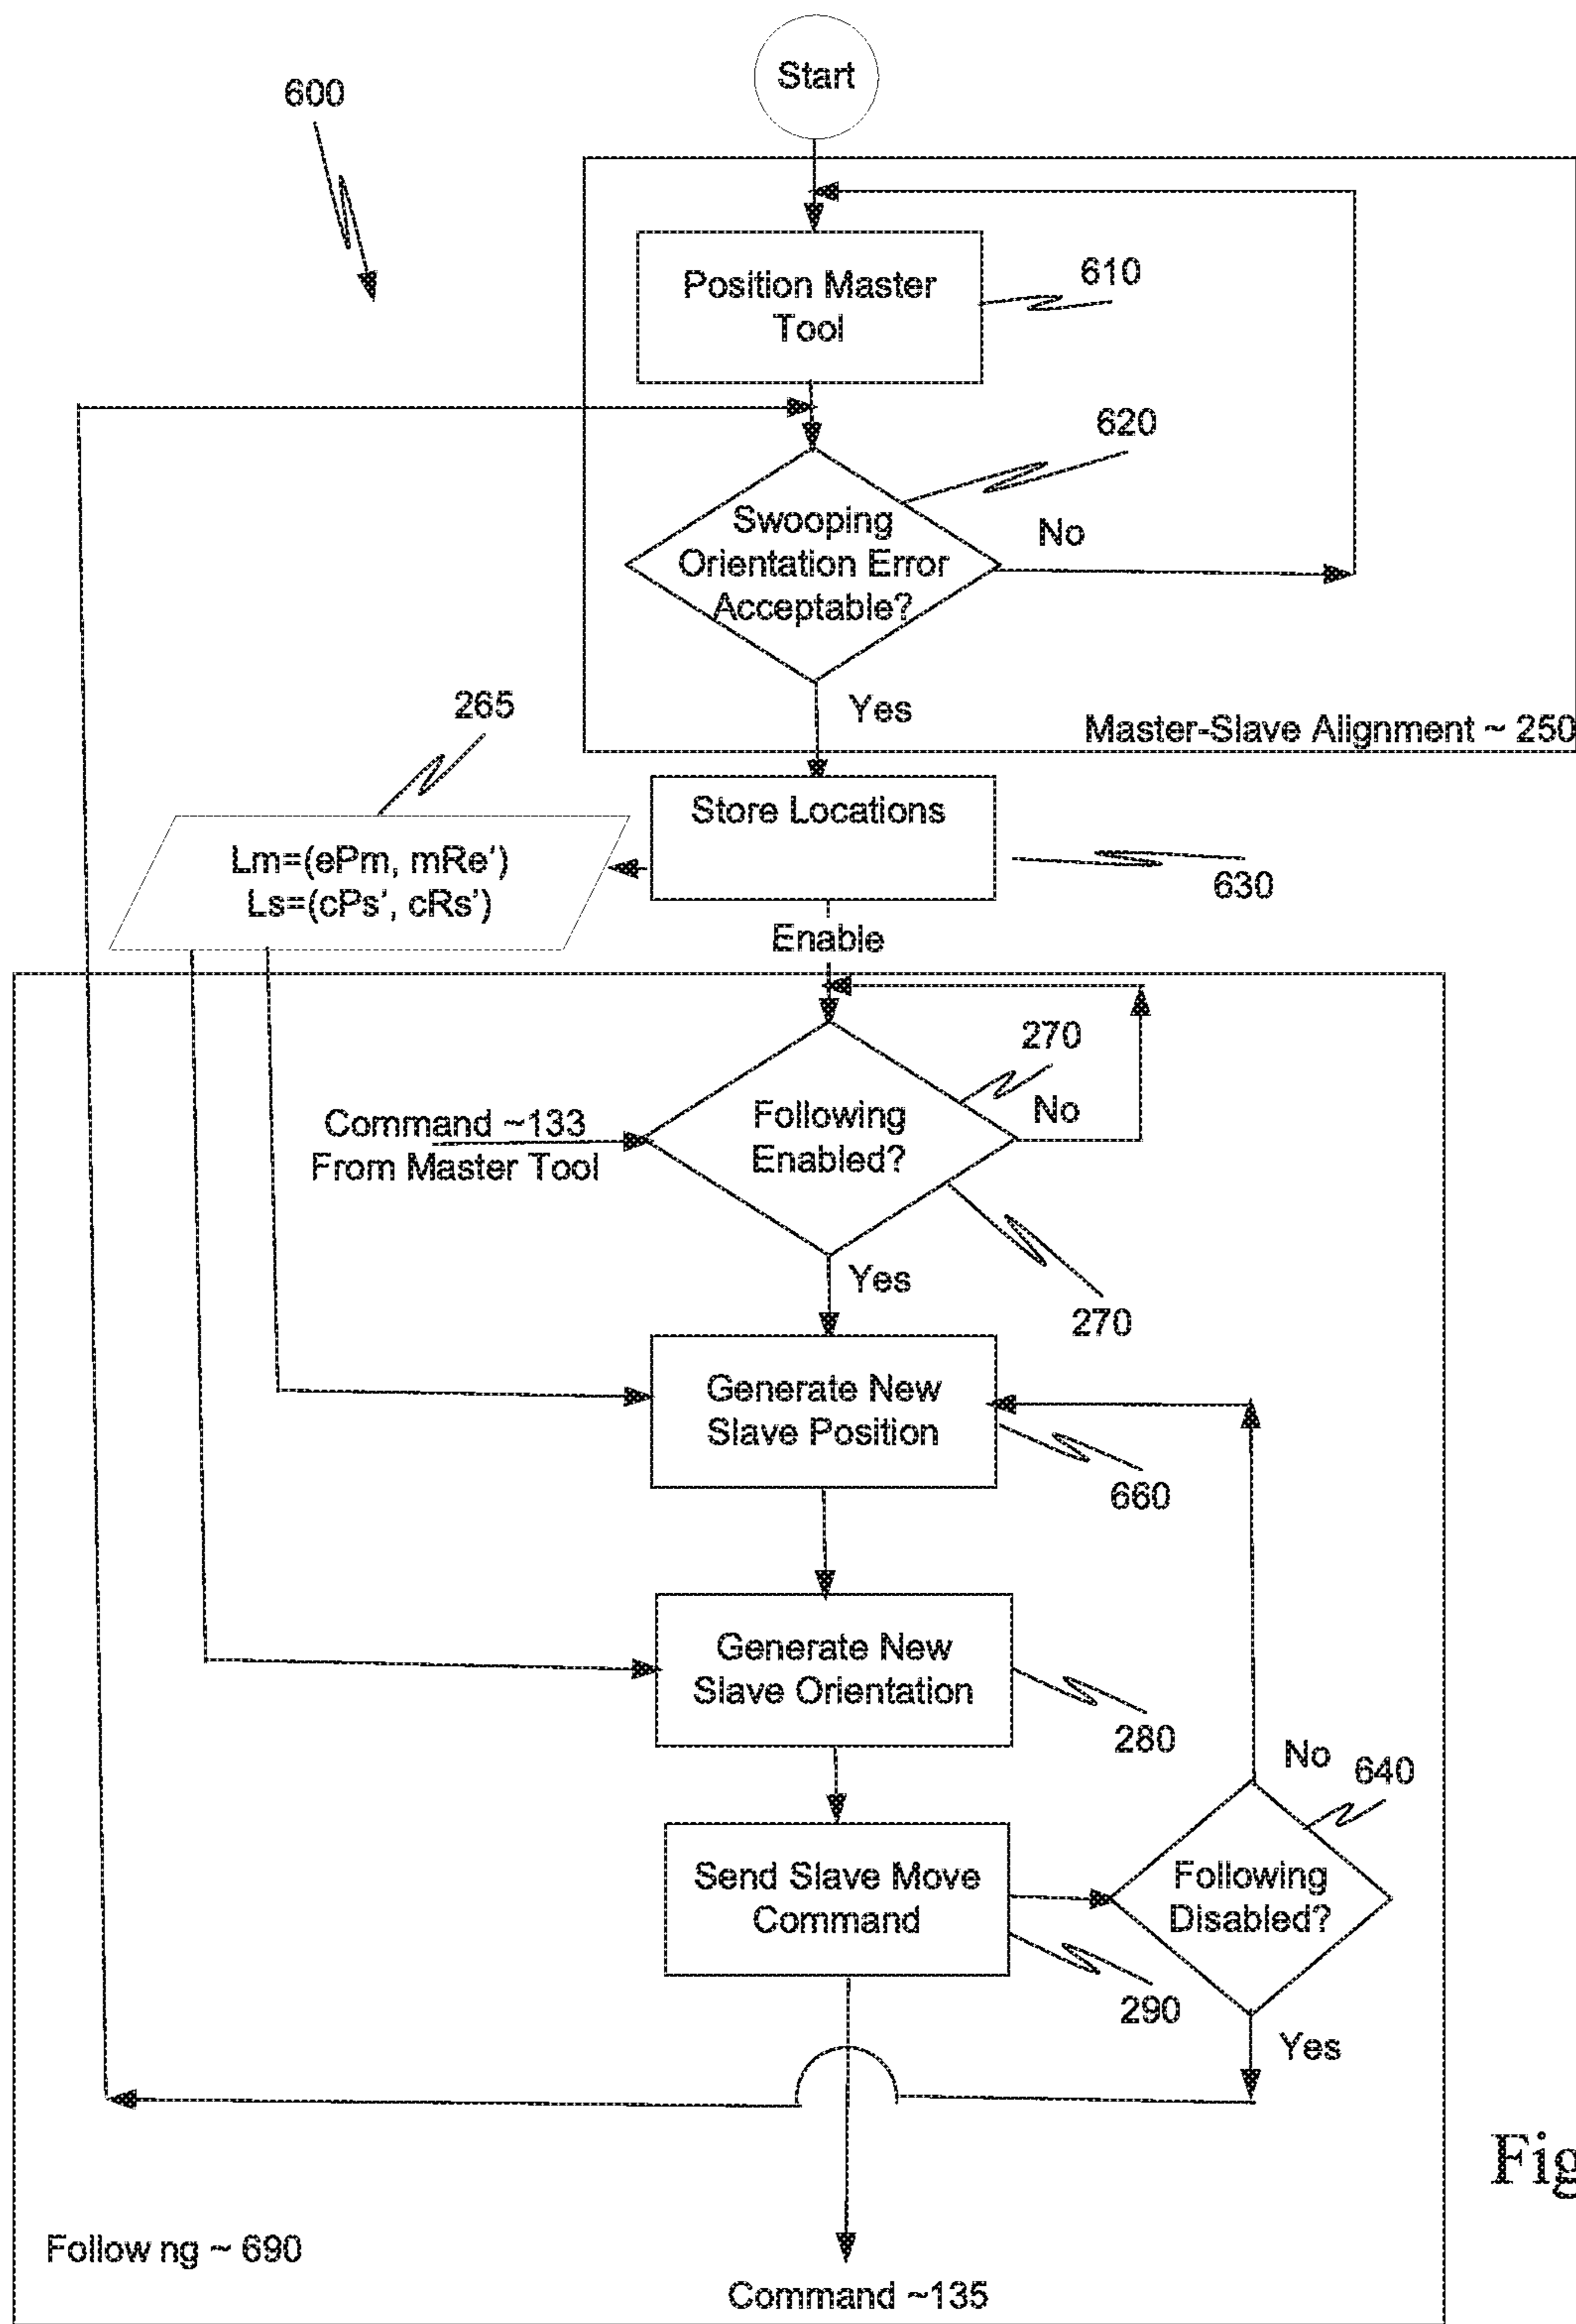 Start
600
Position Master
Tool
610
620
Swooping
Orientation Error
Acceptable?
No
Yes
265
Master-Slave Alignment ~ 250
Store Locations
Lm=(ePm, mRe')
Ls=(cPs', cRs')
630
Enable
270
Command ~133
From Master Tool
Following
Enabled?
No
Yes
270
Generate New
Slave Position
660
Generate New
Slave Orientation
280
No
640
Send Slave Move
Command
Following
Disabled?
290
Yes
Fig
Follow ng ~ 690
Command ~135